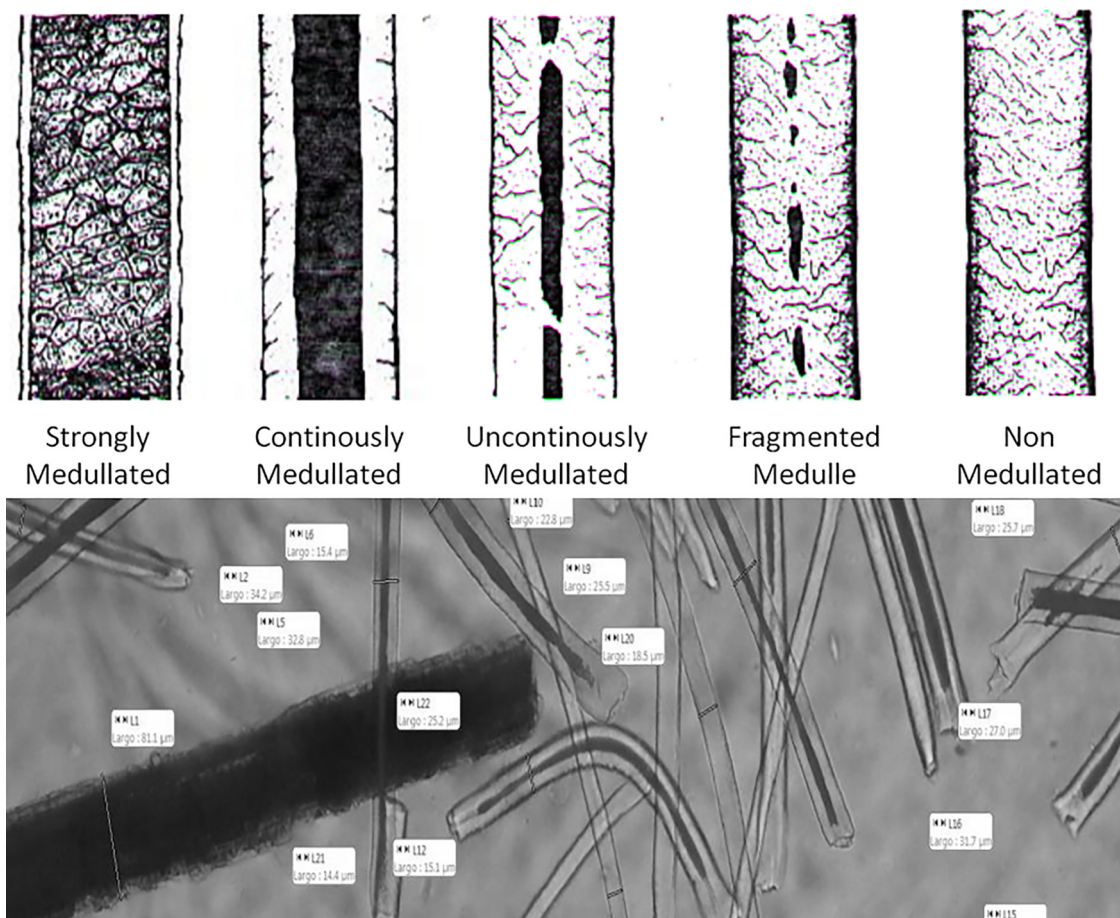 Strongly
Medullated
Continously
Medullated
Uncontinously
Medullated
Fragmented
Medulle
Non
Medullated
L10
Largo : 22.8 µm
L18
Largo : 25.7 µm
L6
Largo : 15.4 µm
L2
Largo : 34.2 µm
L9
Largo : 25.5 µm
L5
Largo : 32.8 µm
L20
Largo : 18.5 µm
L1
Largo : 81.1 µm
L22
Largo : 25.2 µm
L17
Largo : 27.0 µm
L16
Largo : 31.7 µm
L21
Largo : 14.4 µm
L12
Largo : 15.1 µm
L15